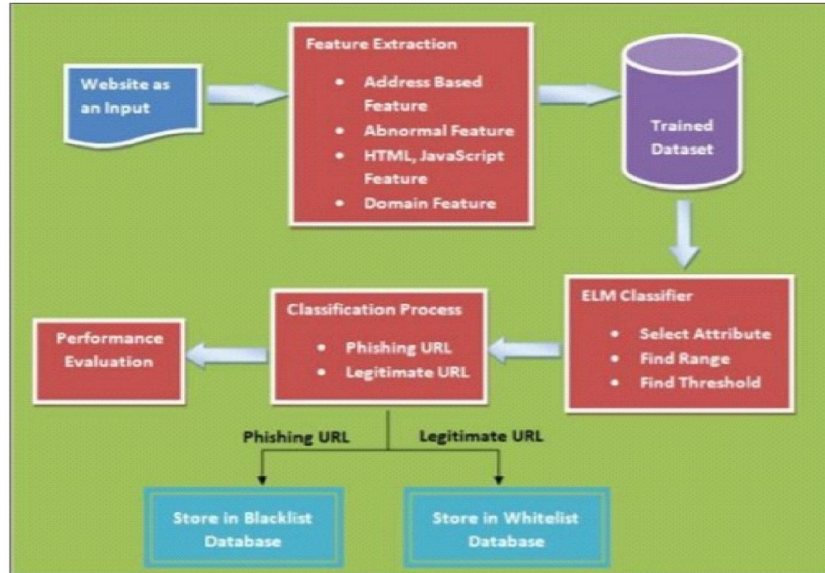 Website as
an Input
Feature Extraction
• Address Based
Feature
• Abnormal Feature
• HTML, JavaScript
Feature
• Domain Feature
Trained
Dataset
ELM Classifier
• Select Attribute
• Find Range
• Find Threshold
Classification Process
• Phishing URL
• Legitimate URL
Performance
Evaluation
Phishing URL
Legitimate URL
Store in Blacklist
Database
Store in Whitelist
Database